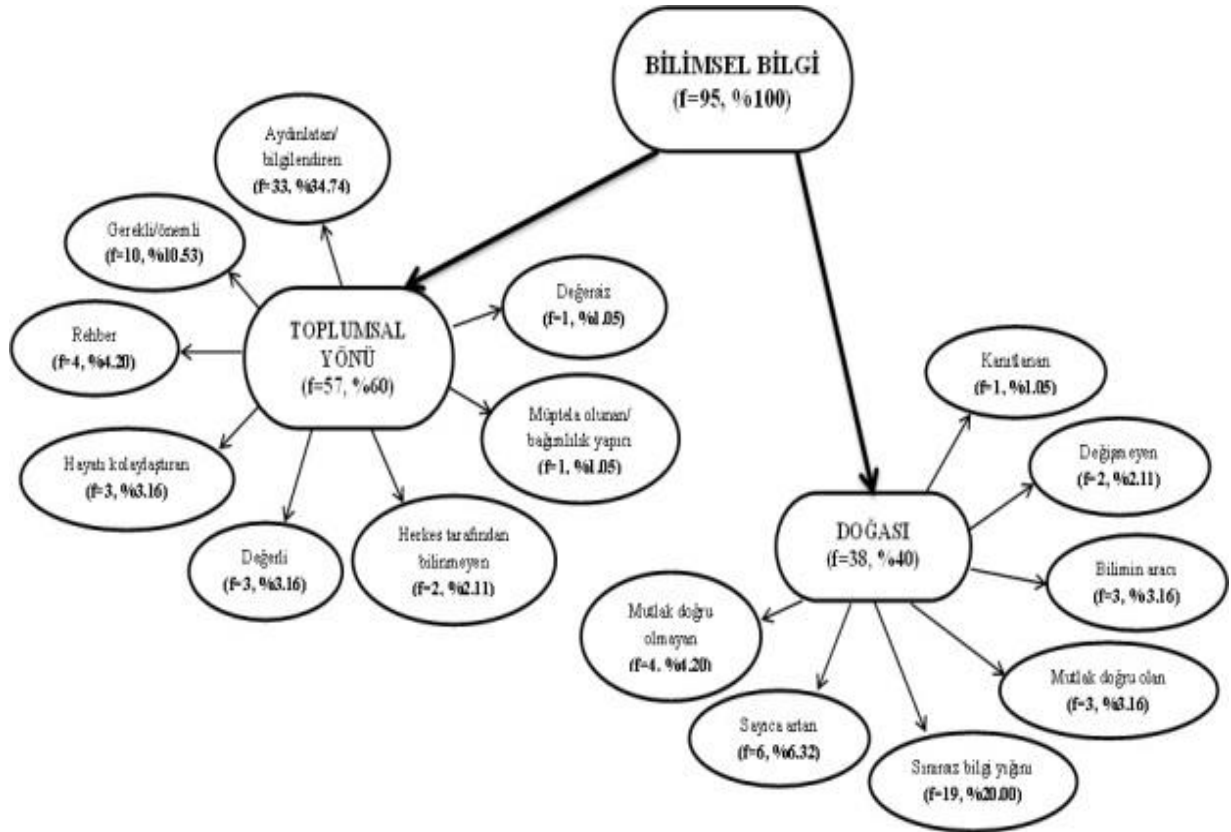 BİLİMSEL BİLGİ
(f=95, %100)
Aydınlatan/
bilgilendiren
(f=33, %34.74)
Gerekli/önemli
(f=10, %10.53)
Rehber
(f=4, %4.20)
Hayatı kolaylaştıran
(f=3, %3.16)
Değerli
(f=3, %3.16)
Herkes tarafından
bilinmeyen
(f=2, %2.11)
Müptela olunan/
bağımlılık yapıcı
(f=1, %1.05)
Değersiz
(f=1, %1.05)
TOPLUMSAL
YÖNÜ
(f=57, %60)
Kanıtlanan
(f=1, %1.05)
Değişmeyen
(f=2, %2.11)
Bilimin aracı
(f=3, %3.16)
DOĞASI
(f=38, %40)
Mutlak doğru
olmayan
(f=4, %4.20)
Mutlak doğru olan
(f=3, %3.16)
Sayıca artan
(f=6, %6.32)
Sınırsız bilgi yığını
(f=19, %20.00)